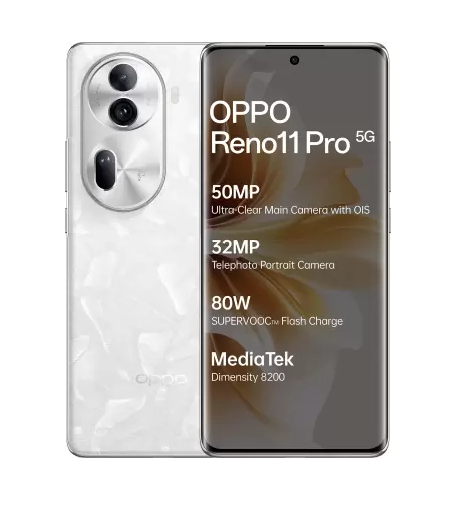 OPPO
Reno11 Pro 5G
50MP
Ultra-Clear Main Camera with OIS
32MP
Telephoto Portrait Camera
80W
SUPERVOOC™ Flash Charge
MediaTek
Dimensity 8200
OPPO